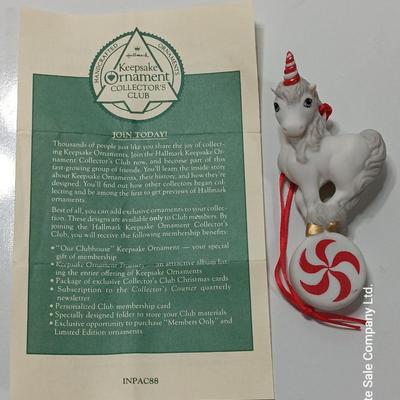 HANDCRAFTED
ORNAMENTS
Hallmark
Keepsake
Ornament
COLLECTOR'S
CLUB
JOIN TODAY!
Thousands of people just like you share the joy of collect-
ing Keepsake Ornaments. Join the Hallmark Keepsake Or-
nament Collector's Club now, and become part of this
fast-growing group of friends. You'll learn the inside story
about Keepsake Ornaments, their history, and how they're
designed. You'll find out how other collectors began col-
lecting and be among the first to get previews of Hallmark
ornaments.
Best of all, you can add exclusive ornaments to your collec-
tion. These designs are available only to Club members. By
joining the Hallmark Keepsake Ornament Collector's
Club, you will receive the following membership benefits:
• "Our Clubhouse" Keepsake Ornament — your special
gift of membership
• Keepsake Ornament Treasury — an attractive album list-
ing the entire offering of Keepsake Ornaments
• Package of exclusive Collector's Club Christmas cards
• Subscription to the Collector's Courier quarterly
newsletter
• Personalized Club membership card
• Specially designed folder to store your Club materials
• Exclusive opportunity to purchase "Members Only" and
Limited Edition ornaments
INPAC88
te Sale Company Ltd.